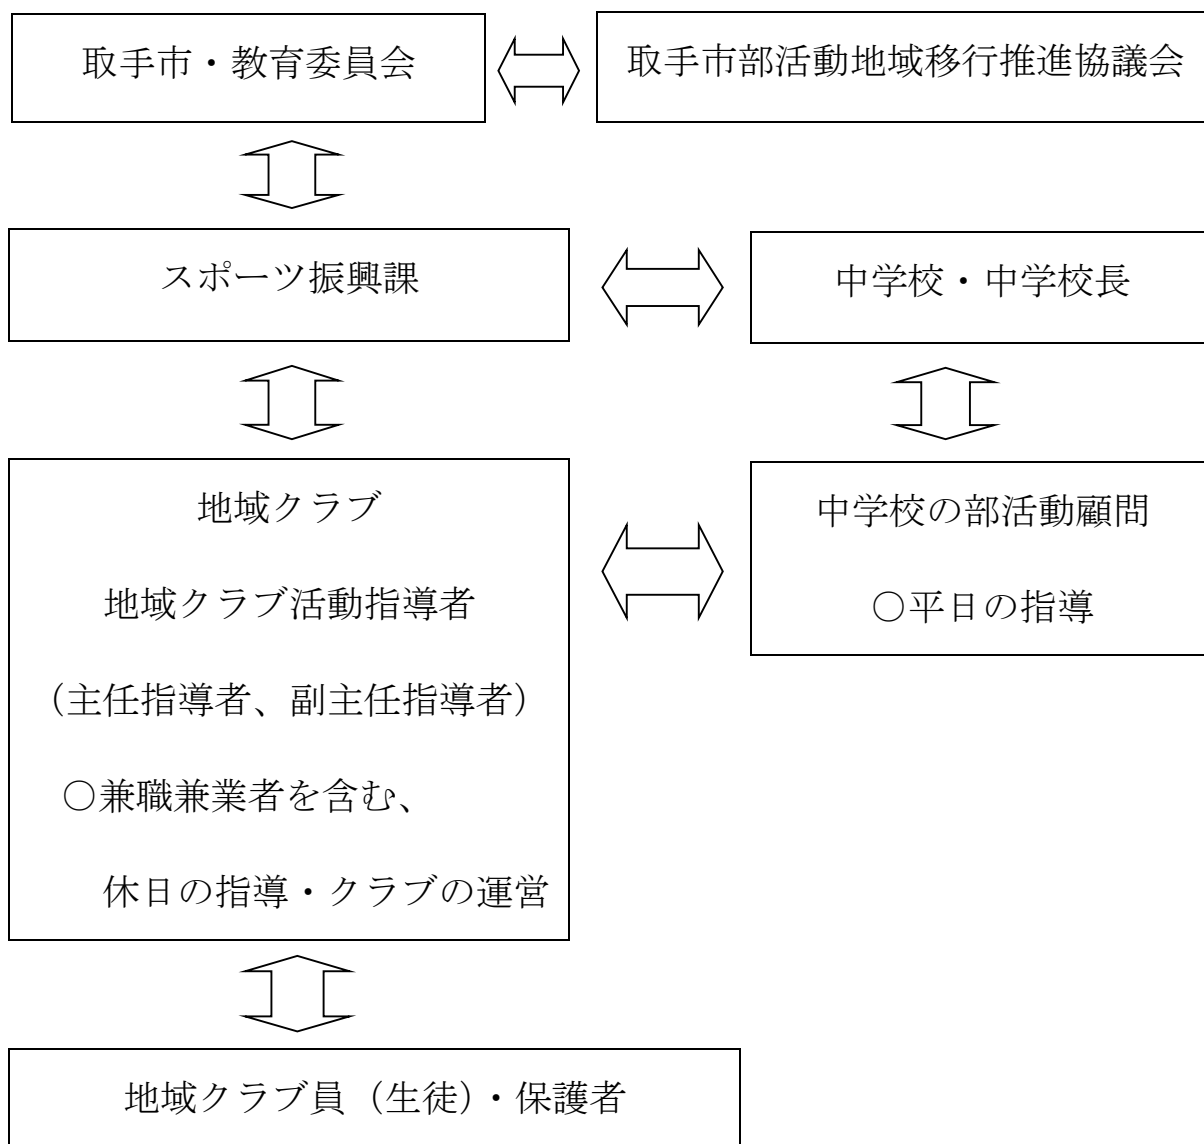 取手市・教育委員会
取手市部活動地域移行推進協議会
スポーツ振興課
中学校・中学校長
地域クラブ
地域クラブ活動指導者
（主任指導者、副主任指導者）
○兼職兼業者を含む、
休日の指導・クラブの運営
中学校の部活動顧問
○平日の指導
地域クラブ員（生徒）・保護者